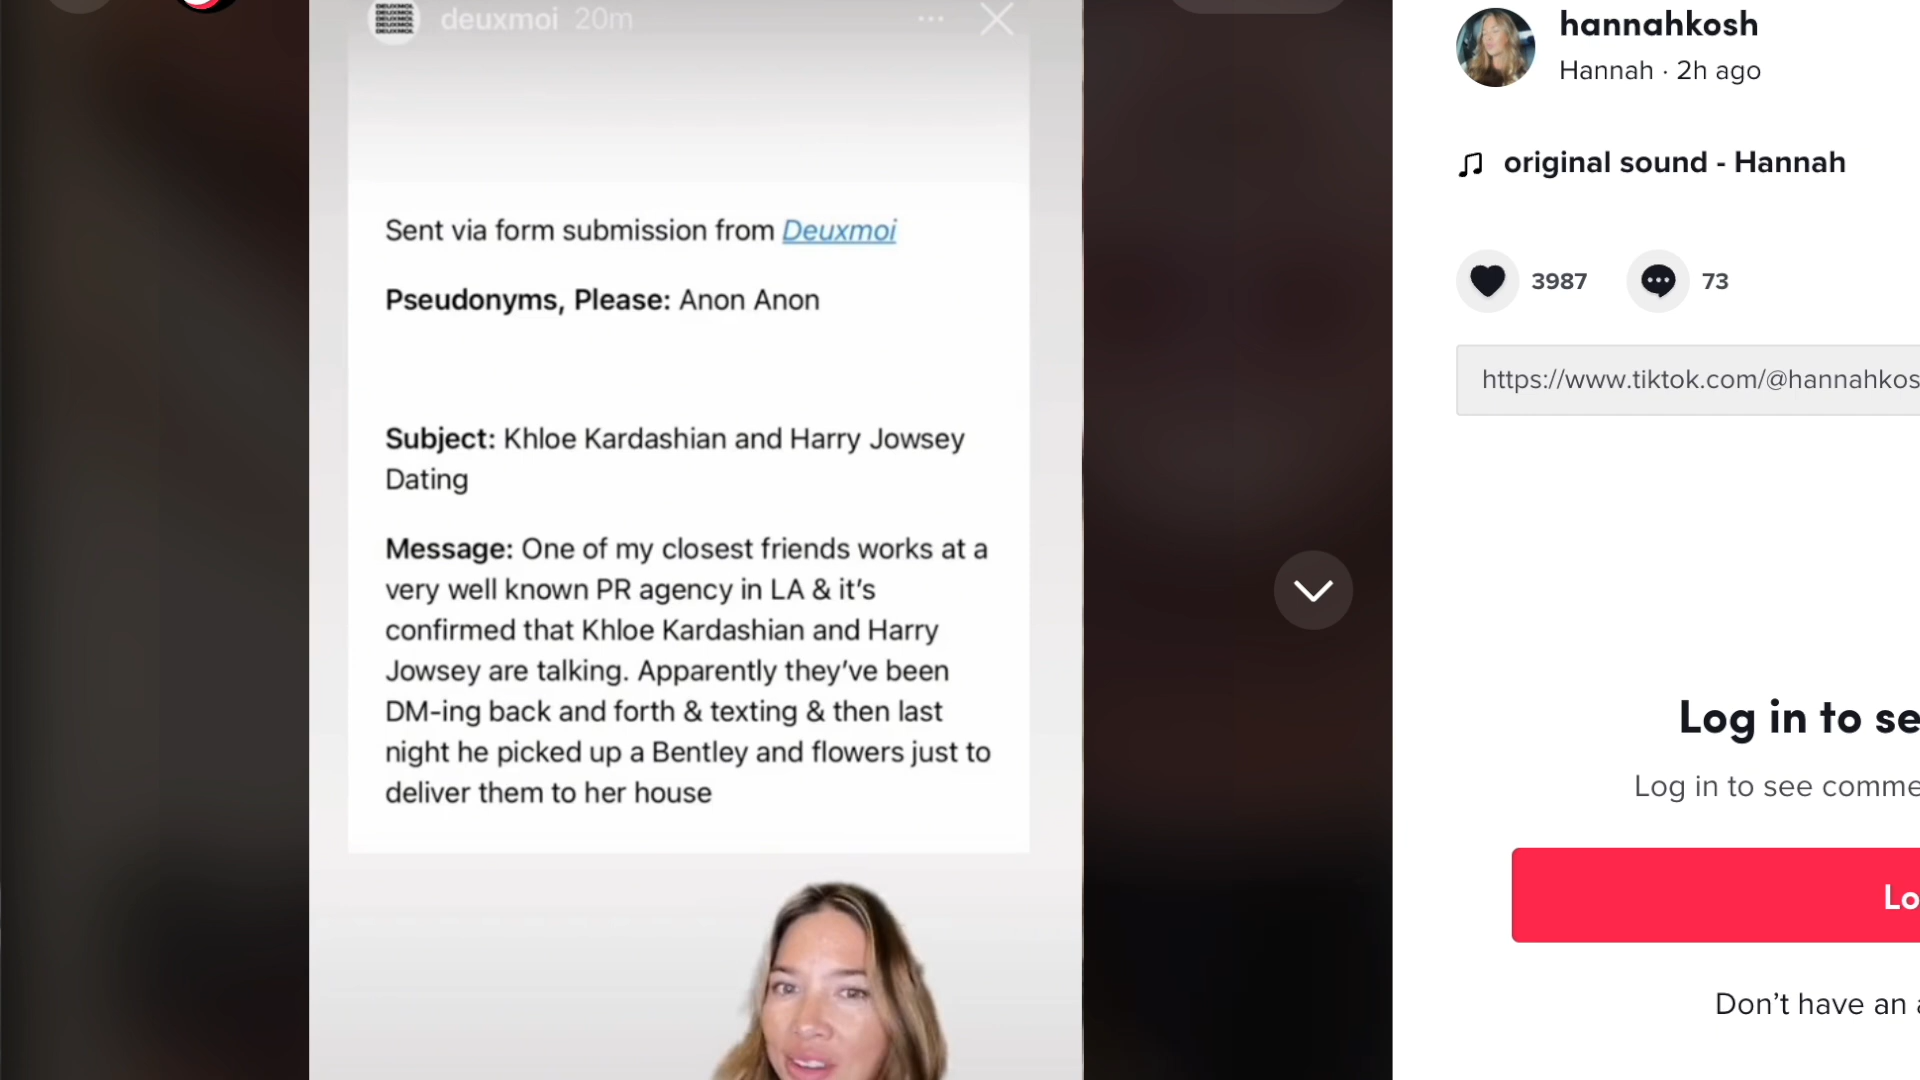 deuxmoi 20m
Sent via form submission from Deuxmoi
Pseudonyms, Please: Anon Anon
Subject: Khloe Kardashian and Harry Jowsey
Dating
Message: One of my closest friends works at a
very well known PR agency in LA & it's
confirmed that Khloe Kardashian and Harry
Jowsey are talking. Apparently they've been
DM-ing back and forth & texting & then last
night he picked up a Bentley and flowers just to
deliver them to her house
hannahkosh
Hannah · 2h ago
original sound - Hannah
3987 73
https://www.tiktok.com/@hannahkos
Log in to se
Log in to see comme
Lo
Don't have an a